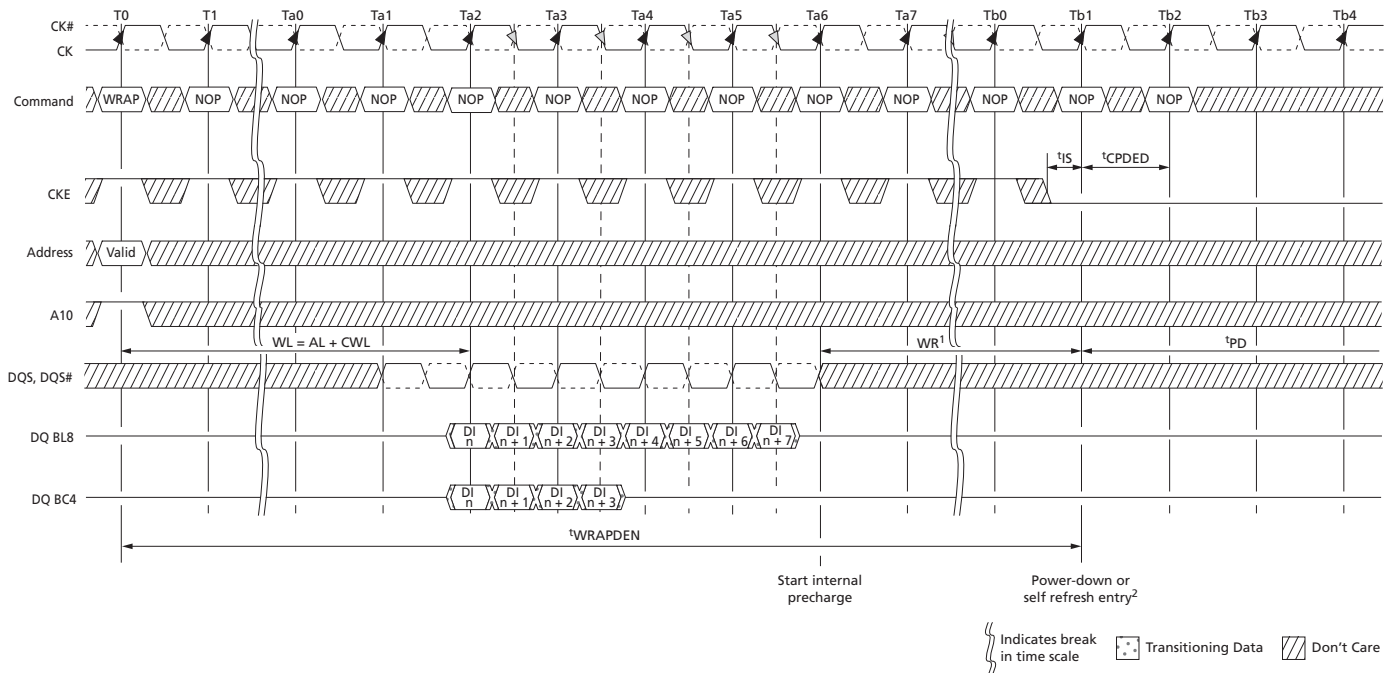 T0 T1 Ta0 Ta1 Ta2 Ta3 Ta4 Ta5 Ta6 Ta7 Tb0 Tb1 Tb2 Tb3 Tb4
CK#
CK
Command WRAP NOP NOP NOP NOP NOP NOP NOP NOP NOP NOP NOP NOP
tIS tCPDED
CKE
Address Valid
A10
WL = AL + CWL WR1 tPD
DQS, DQS#
DQ BL8 DI n DI n + 1 DI n + 2 DI n + 3 DI n + 4 DI n + 5 DI n + 6 DI n + 7
DQ BC4 DI n DI n + 1 DI n + 2 DI n + 3
tWRAPDEN
Start internal
precharge
Power-down or
self refresh entry2
Indicates break
in time scale
Transitioning Data
Don't Care